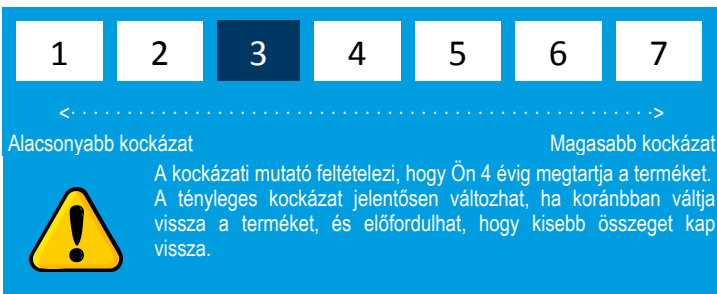 1 2 3 4 5 6 7
Alacsonyabb kockázat Magasabb kockázat
A kockázati mutató feltételezi, hogy Ön 4 évig megtartja a terméket.
A tényleges kockázat jelentősen változhat, ha koránbban váltja
vissza a terméket, és előfordulhat, hogy kisebb összeget kap
vissza.